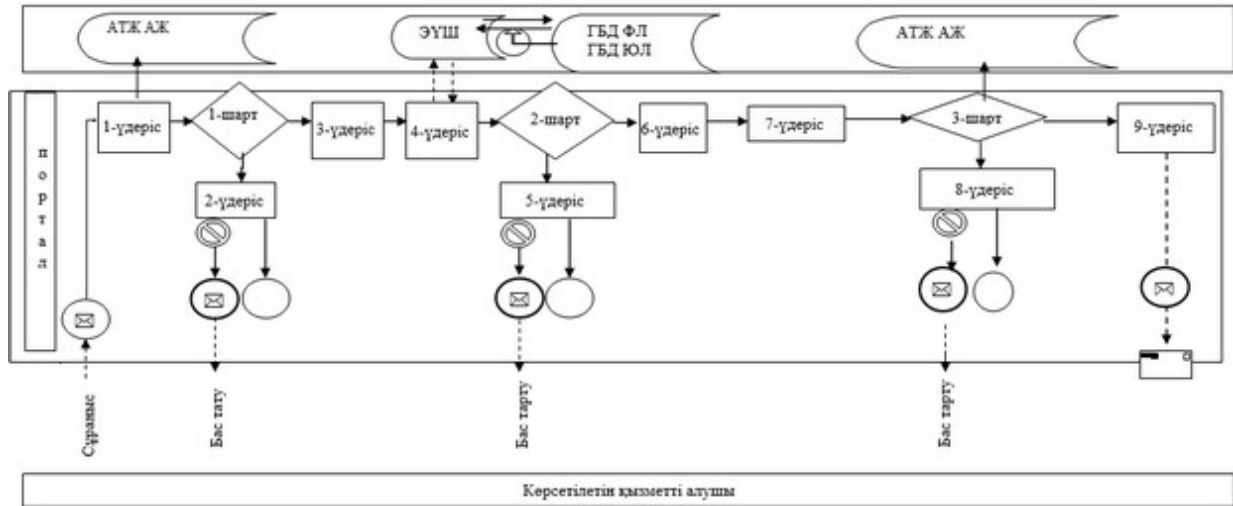 АТЖ АЖ
ЭҮШ
ГБД ФЛ
ГБД ЮЛ
АТЖ АЖ
портал
1-үдеріс
1-шарт
3-үдеріс
4-үдеріс
2-шарт
6-үдеріс
7-үдеріс
3-шарт
9-үдеріс
2-үдеріс
5-үдеріс
8-үдеріс
Сұраныс
Бас тату
Бас тарту
Бас тарту
Көрсетілетін қызметті алушы